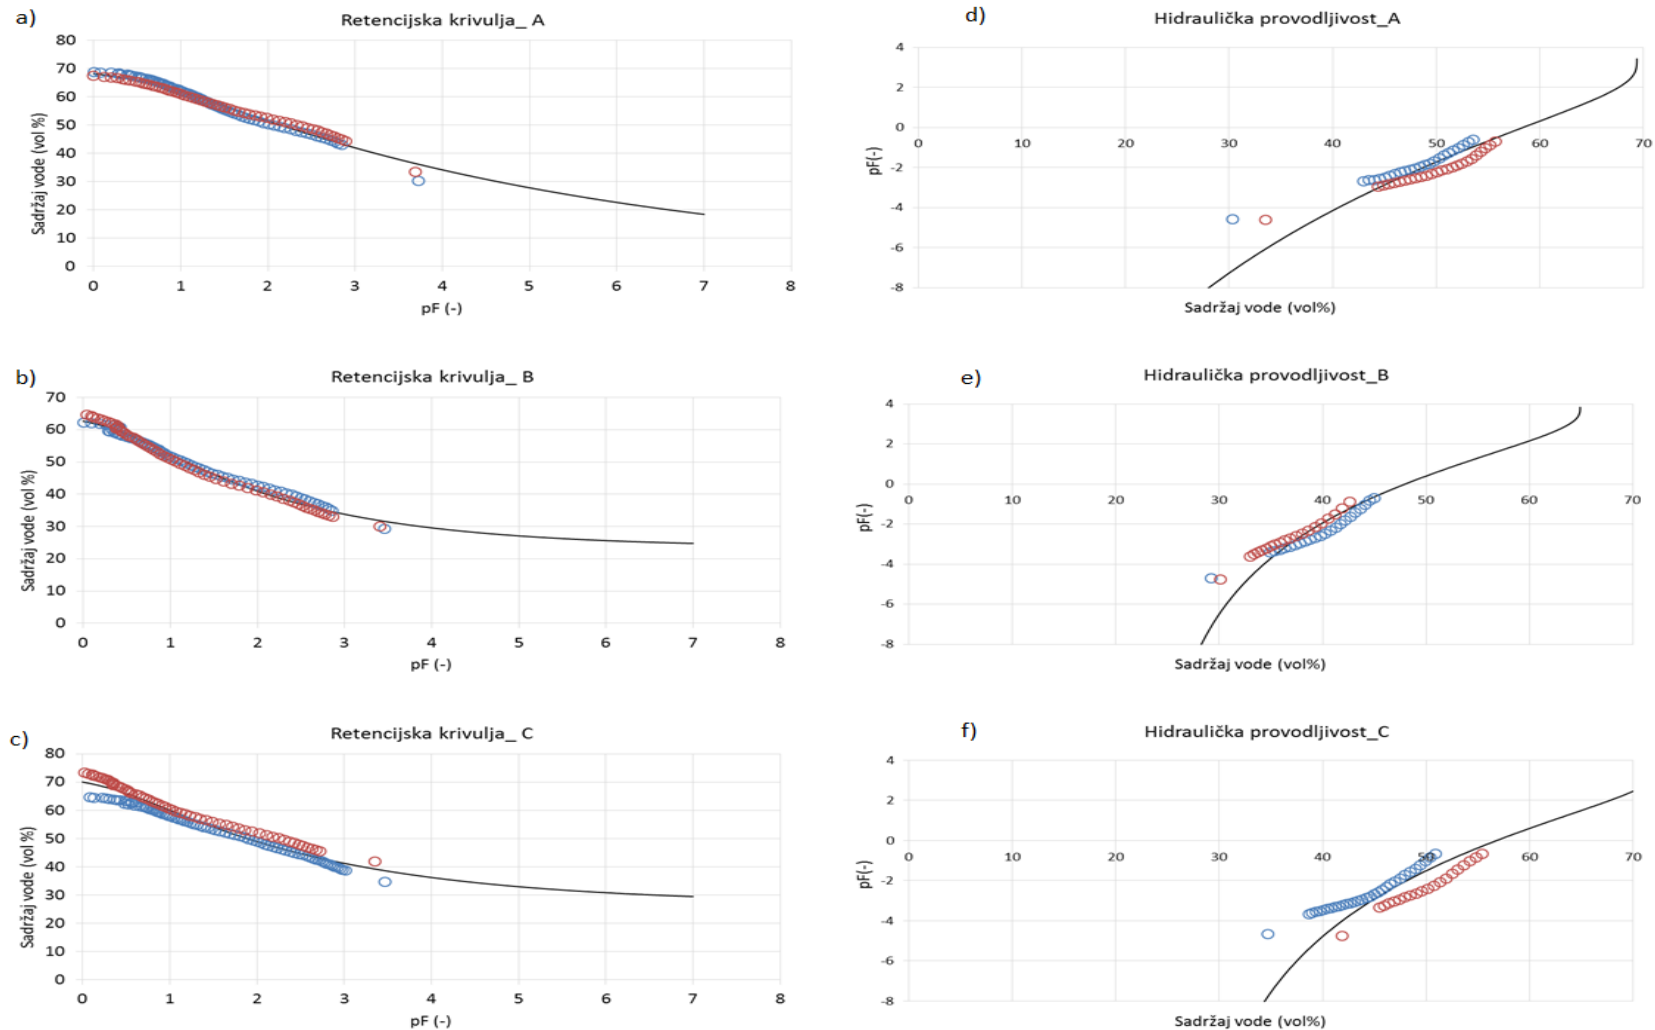 a)
Retencijska krivulja_ A
Sadržaj vode (vol %)
80
70
60
50
40
30
20
10
0
0 1 2 3 4 5 6 7 8
pF (-)
d)
Hidraulička provodljivost_A
pF(-)
4
2
0
-2
-4
-6
-8
0 10 20 30 40 50 60 70
Sadržaj vode (vol%)
b)
Retencijska krivulja_ B
Sadržaj vode (vol %)
70
60
50
40
30
20
10
0
0 1 2 3 4 5 6 7 8
pF (-)
e)
Hidraulička provodljivost_B
pF(-)
4
2
0
-2
-4
-6
-8
0 10 20 30 40 50 60 70
Sadržaj vode (vol%)
c)
Retencijska krivulja_ C
Sadržaj vode (vol %)
80
70
60
50
40
30
20
10
0
0 1 2 3 4 5 6 7 8
pF (-)
f)
Hidraulička provodljivost_C
pF(-)
4
2
0
-2
-4
-6
-8
0 10 20 30 40 50 60 70
Sadržaj vode (vol%)